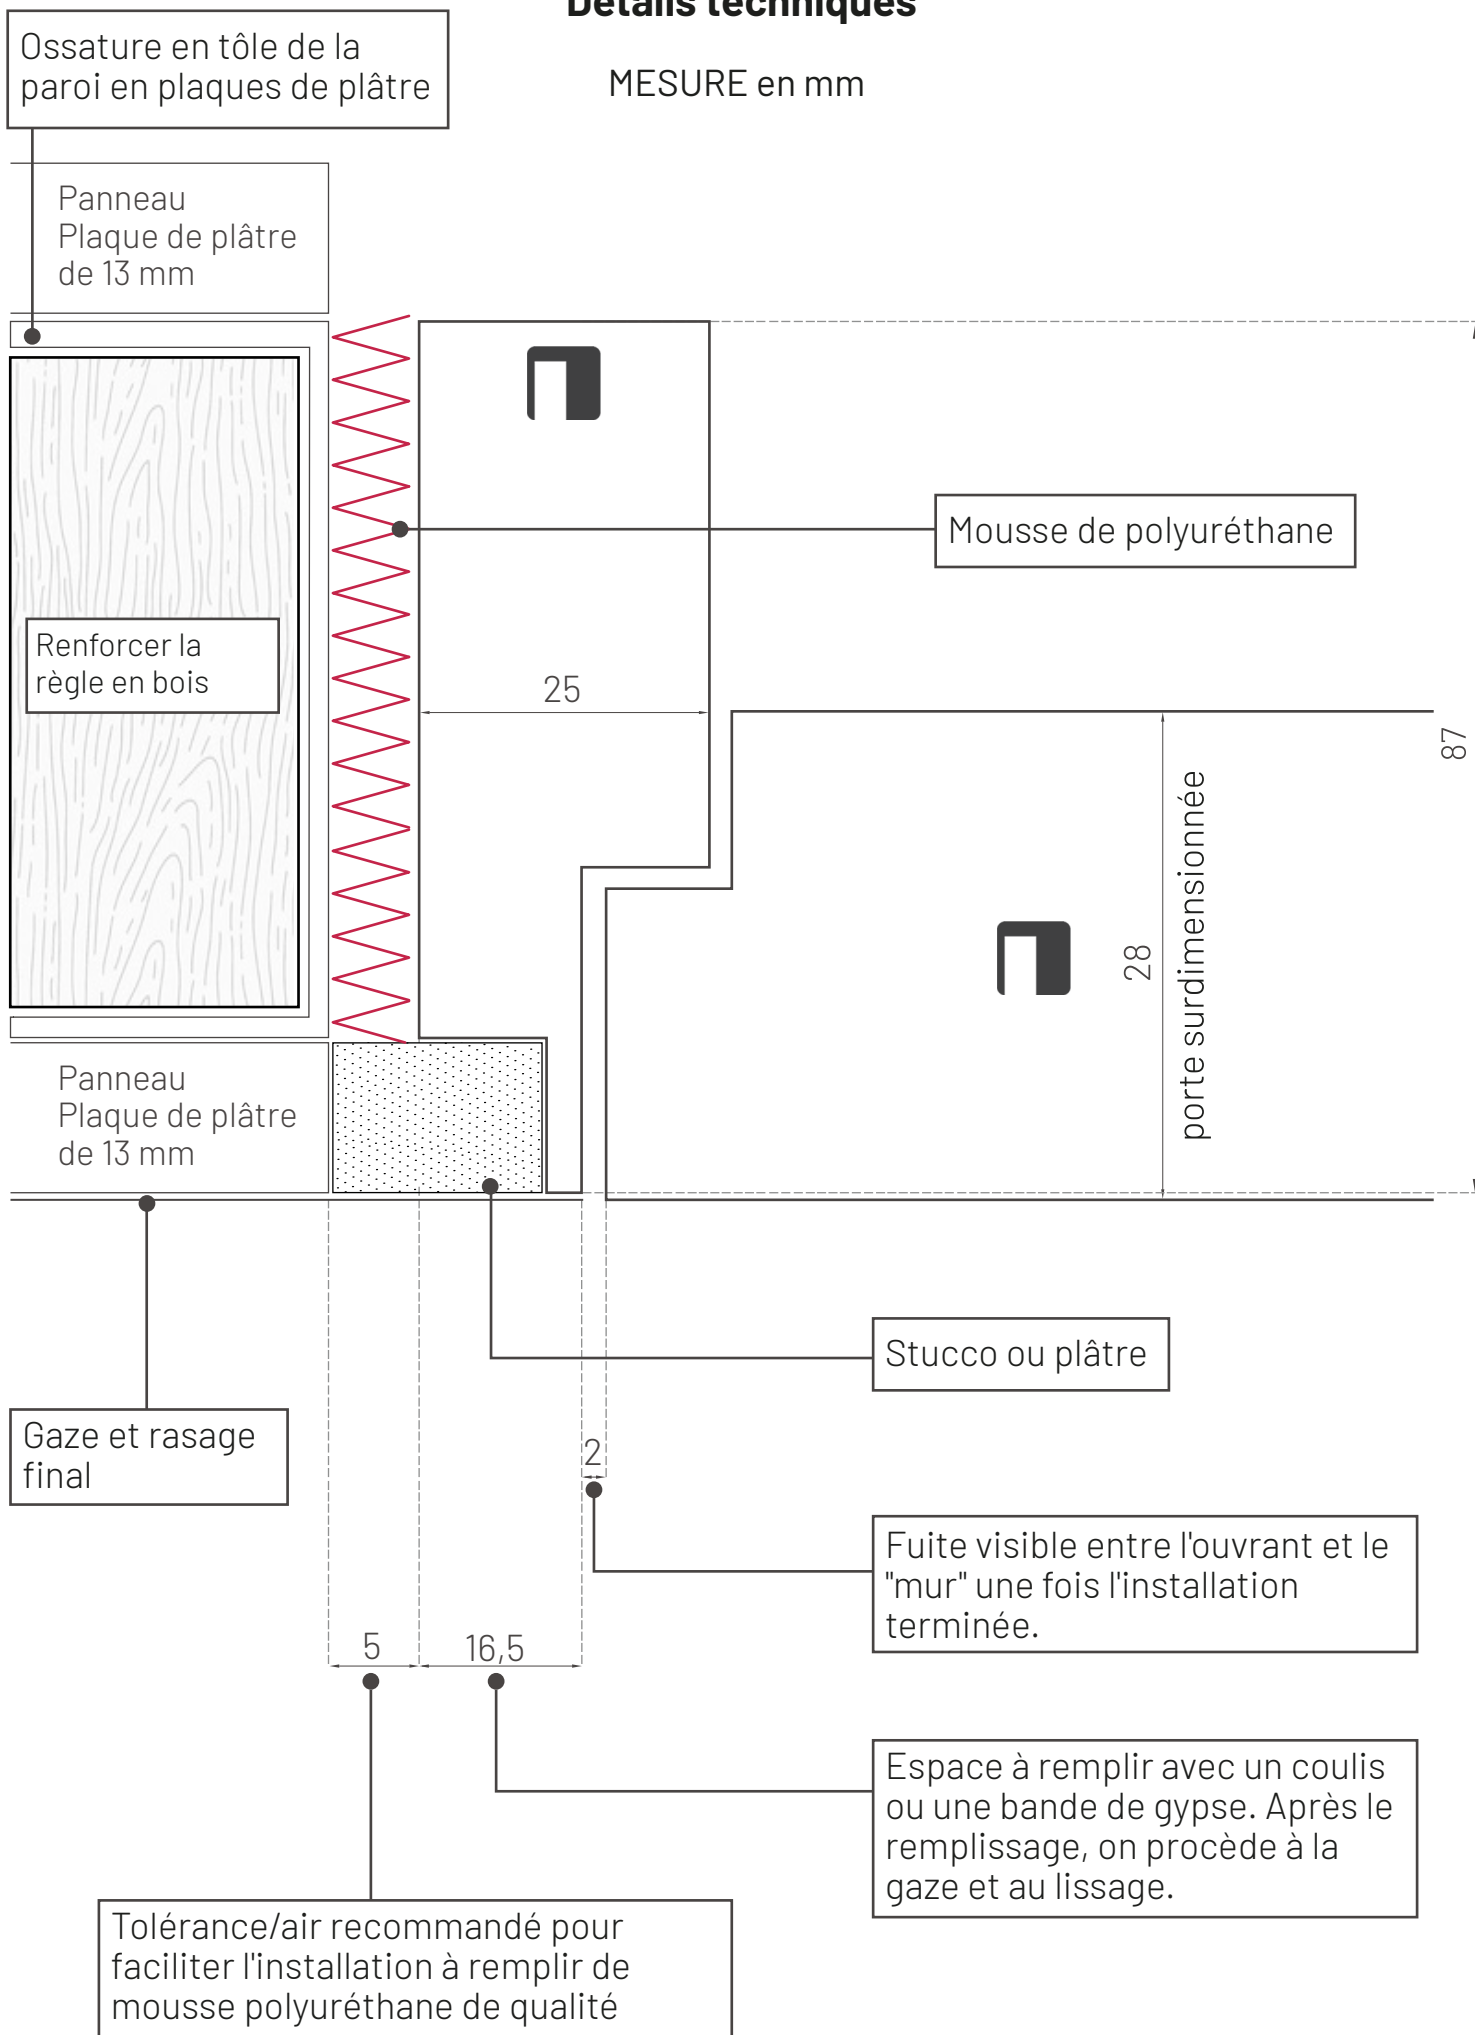 Détails techniques
MESURE en mm
Ossature en tôle de la
paroi en plaques de plâtre
Panneau
Plaque de plâtre
de 13 mm
Mousse de polyuréthane
Renforcer la
règle en bois
25
87
28
porte surdimensionnée
Panneau
Plaque de plâtre
de 13 mm
Stucco ou plâtre
Gaze et rasage
final
2
Fuite visible entre l'ouvrant et le
"mur" une fois l'installation
terminée.
5
16,5
Espace à remplir avec un coulis
ou une bande de gypse. Après le
remplissage, on procède à la
gaze et au lissage.
Tolérance/air recommandé pour
faciliter l'installation à remplir de
mousse polyuréthane de qualité